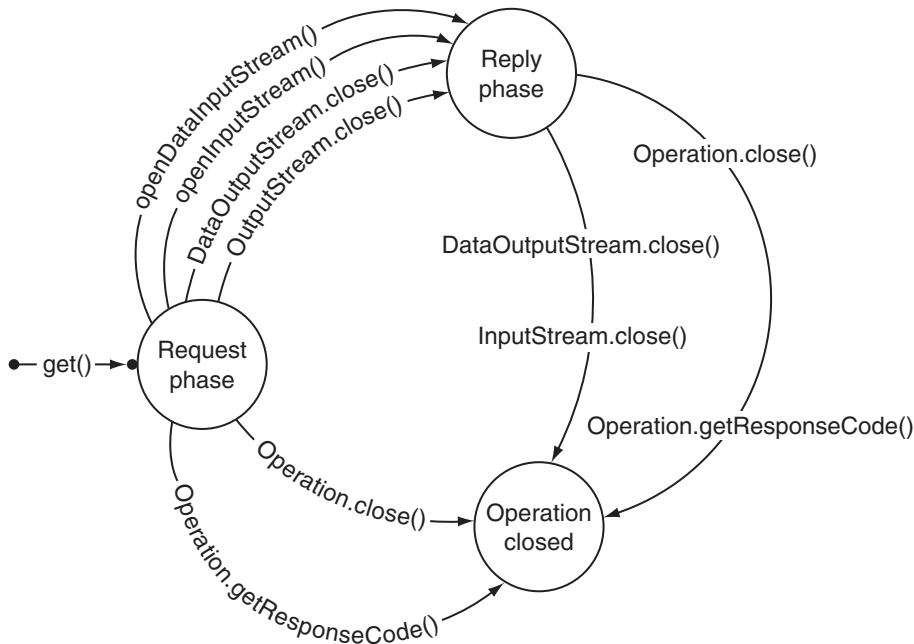 openDataInputStream()
openInputStream()
DataOutputStream.close()
OutputStream.close()
Reply
phase
Operation.close()
DataOutputStream.close()
InputStream.close()
get()
Request
phase
Operation.getResponseCode()
Operation.close()
Operation
closed
Operation.getResponseCode()